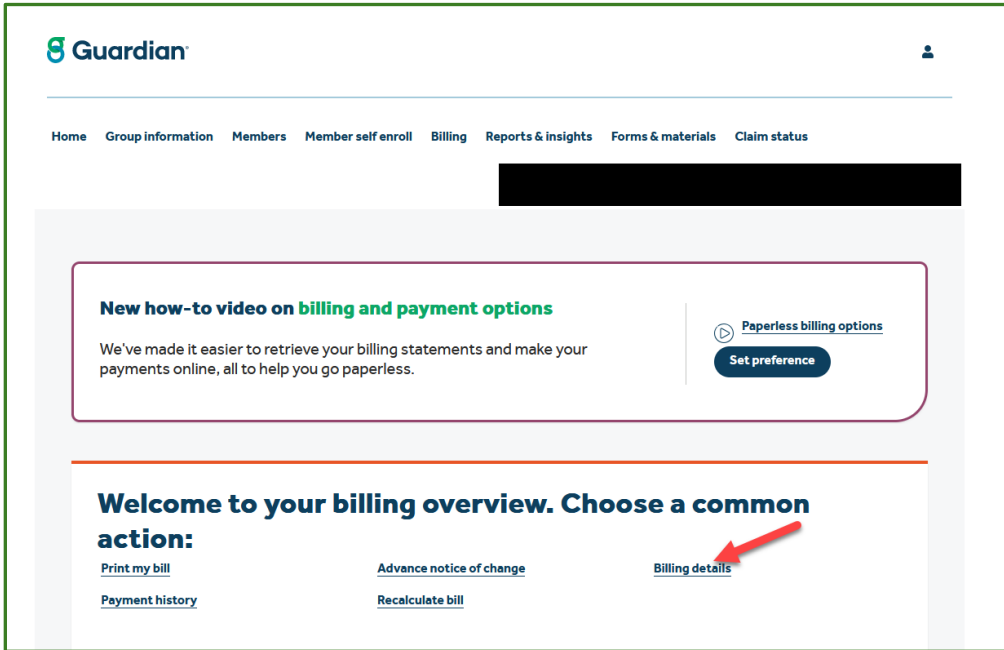 Guardian
Home Group information Members Member self enroll Billing Reports & insights Forms & materials Claim status
New how-to video on billing and payment options
We've made it easier to retrieve your billing statements and make your
payments online, all to help you go paperless.
Paperless billing options
Set preference
Welcome to your billing overview. Choose a common
action:
Print my bill Advance notice of change Billing details
Payment history Recalculate bill